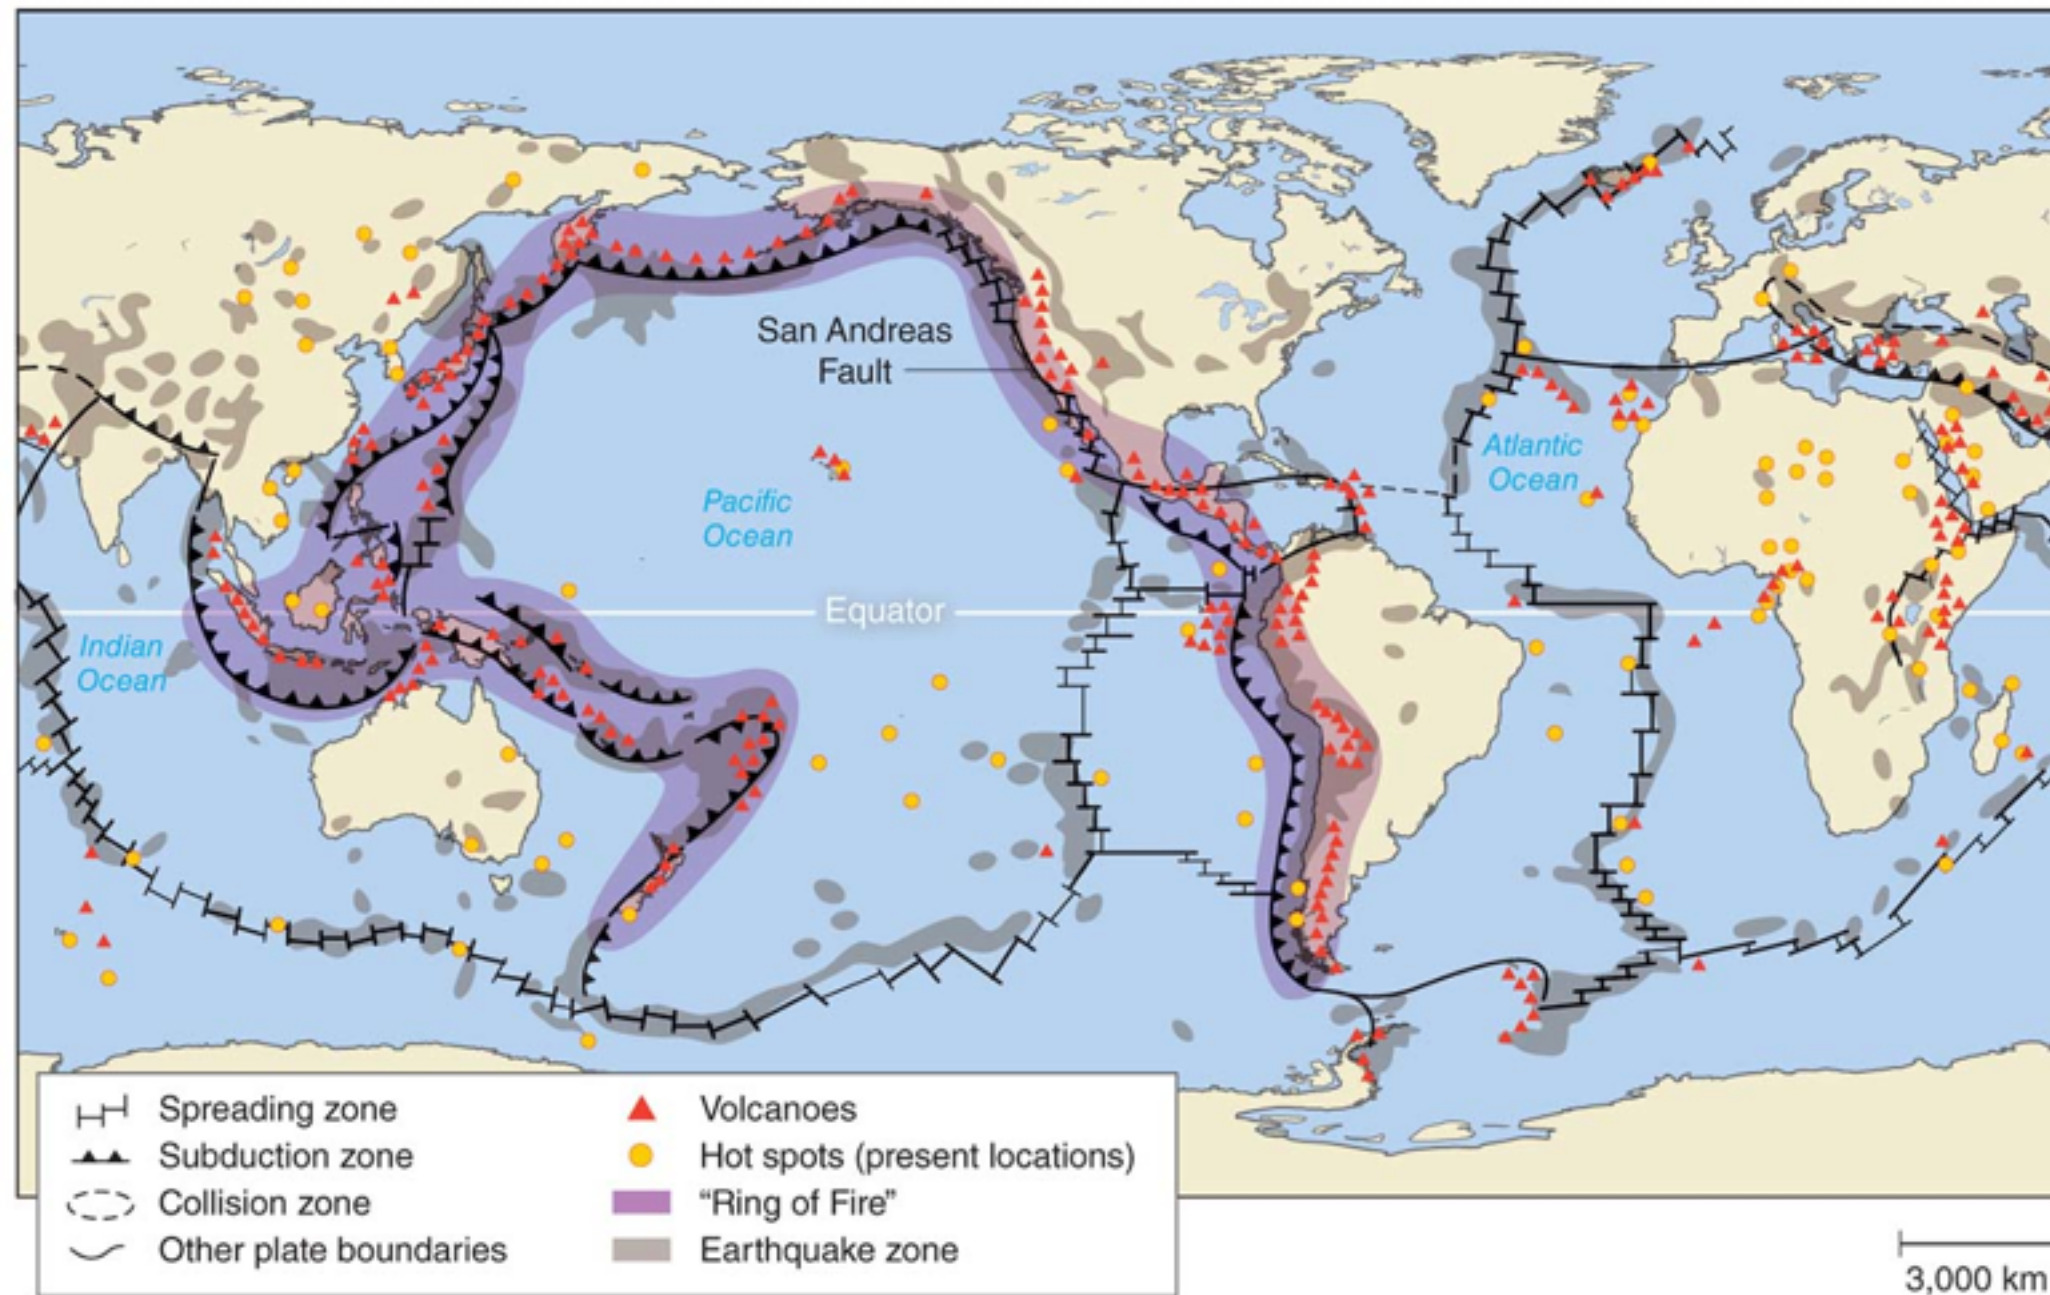 San Andreas
Fault
Pacific
Ocean
Atlantic
Ocean
Equator
Indian
Ocean
Spreading zone
Subduction zone
Collision zone
Other plate boundaries
Volcanoes
Hot spots (present locations)
“Ring of Fire”
Earthquake zone
3,000 km